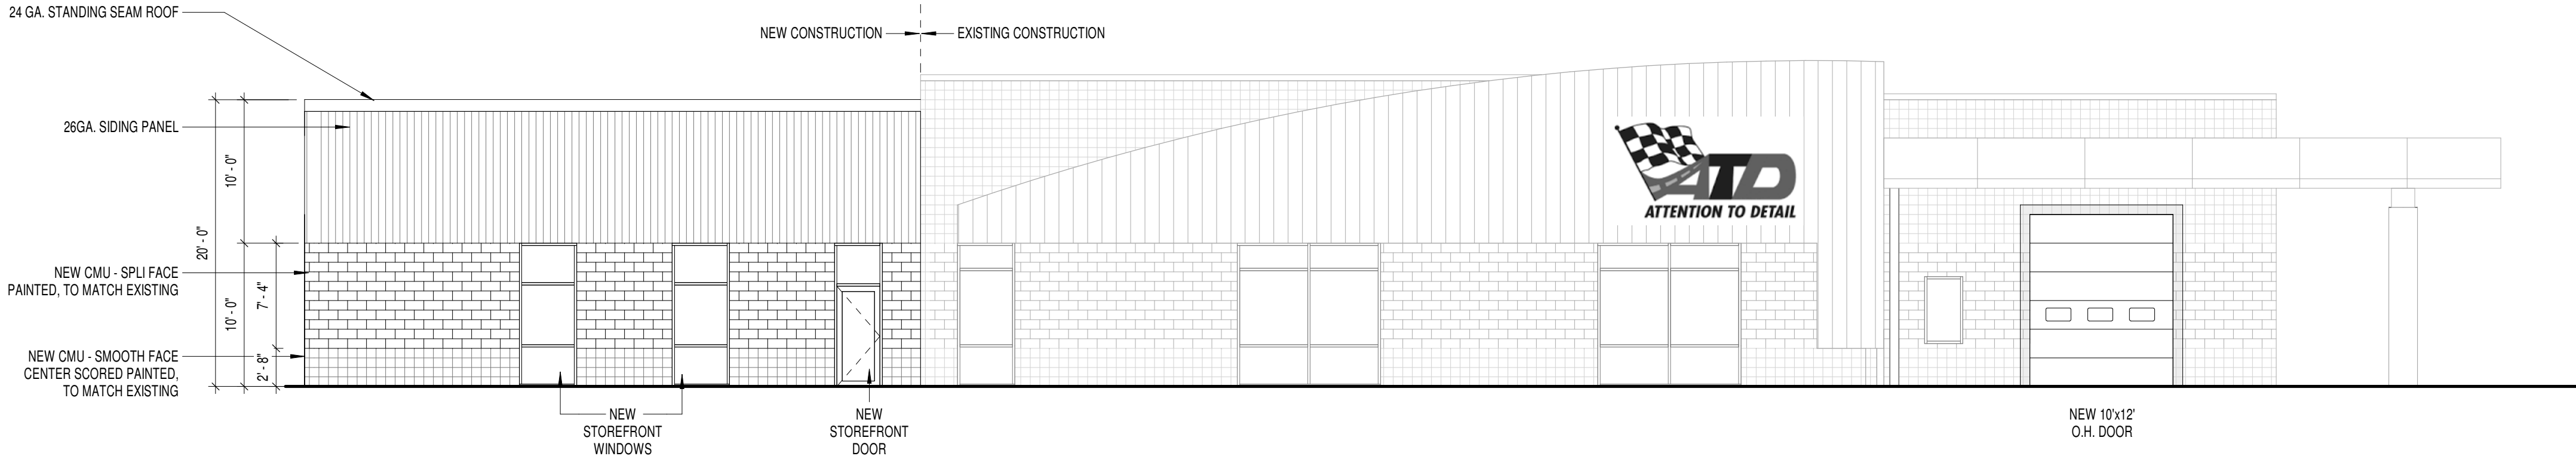 24 GA. STANDING SEAM ROOF
NEW CONSTRUCTION
EXISTING CONSTRUCTION
26GA. SIDING PANEL
10' - 0"
20' - 0"
10' - 0"
7' - 4"
2' - 8"
NEW CMU - SPLI FACE
PAINTED, TO MATCH EXISTING
NEW CMU - SMOOTH FACE
CENTER SCORED PAINTED,
TO MATCH EXISTING
ATD
ATTENTION TO DETAIL
NEW
STOREFRONT
WINDOWS
NEW
STOREFRONT
DOOR
NEW 10'x12'
O.H. DOOR